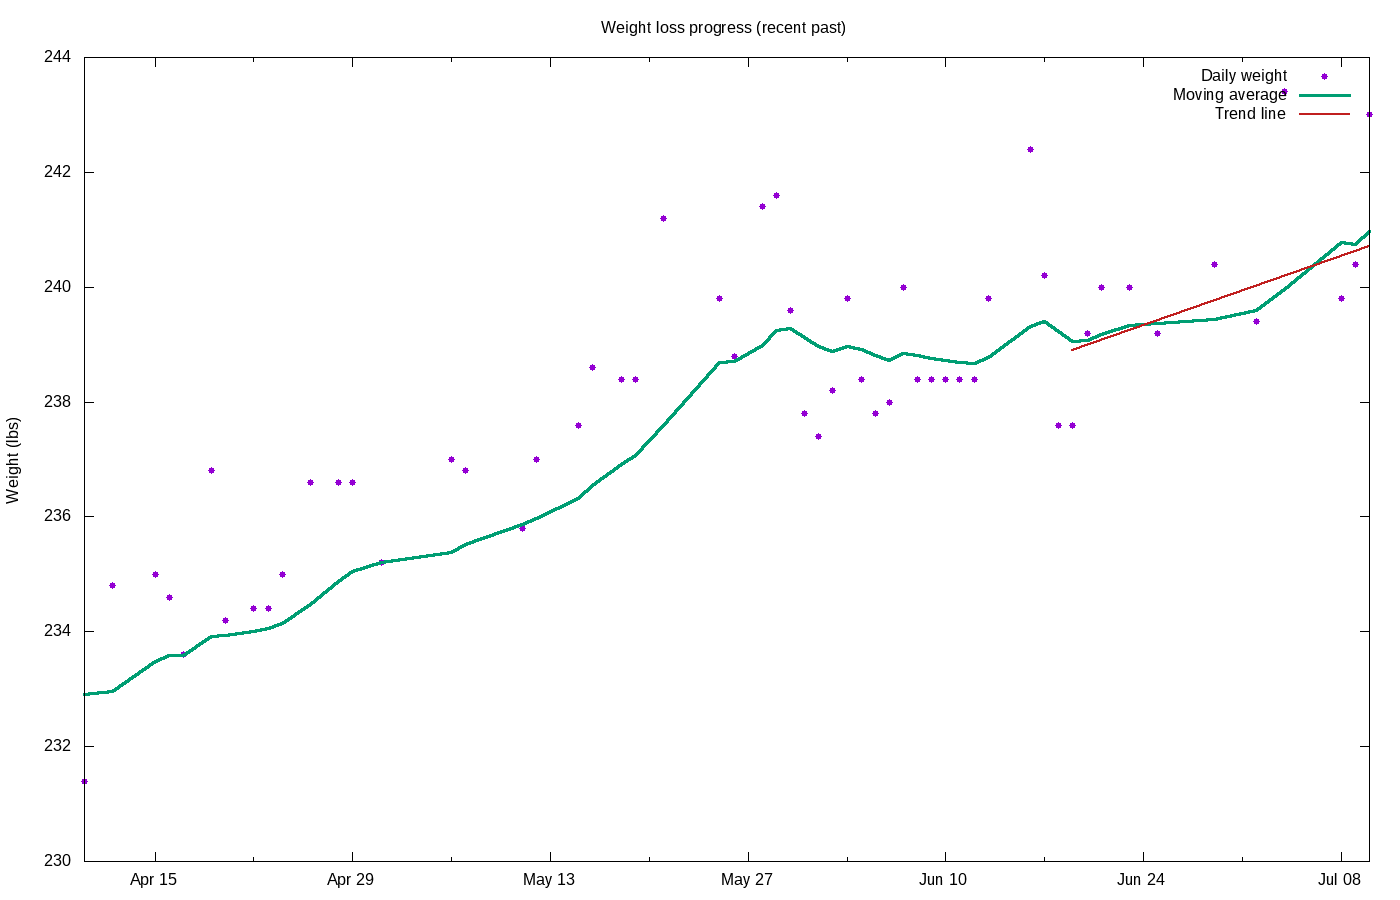 Weight loss progress (recent past)
244
242
240
238
236
234
232
230
Weight (lbs)
Daily weight
Moving average
Trend line
Apr 15 Apr 29 May 13 May 27 Jun 10 Jun 24 Jul 08